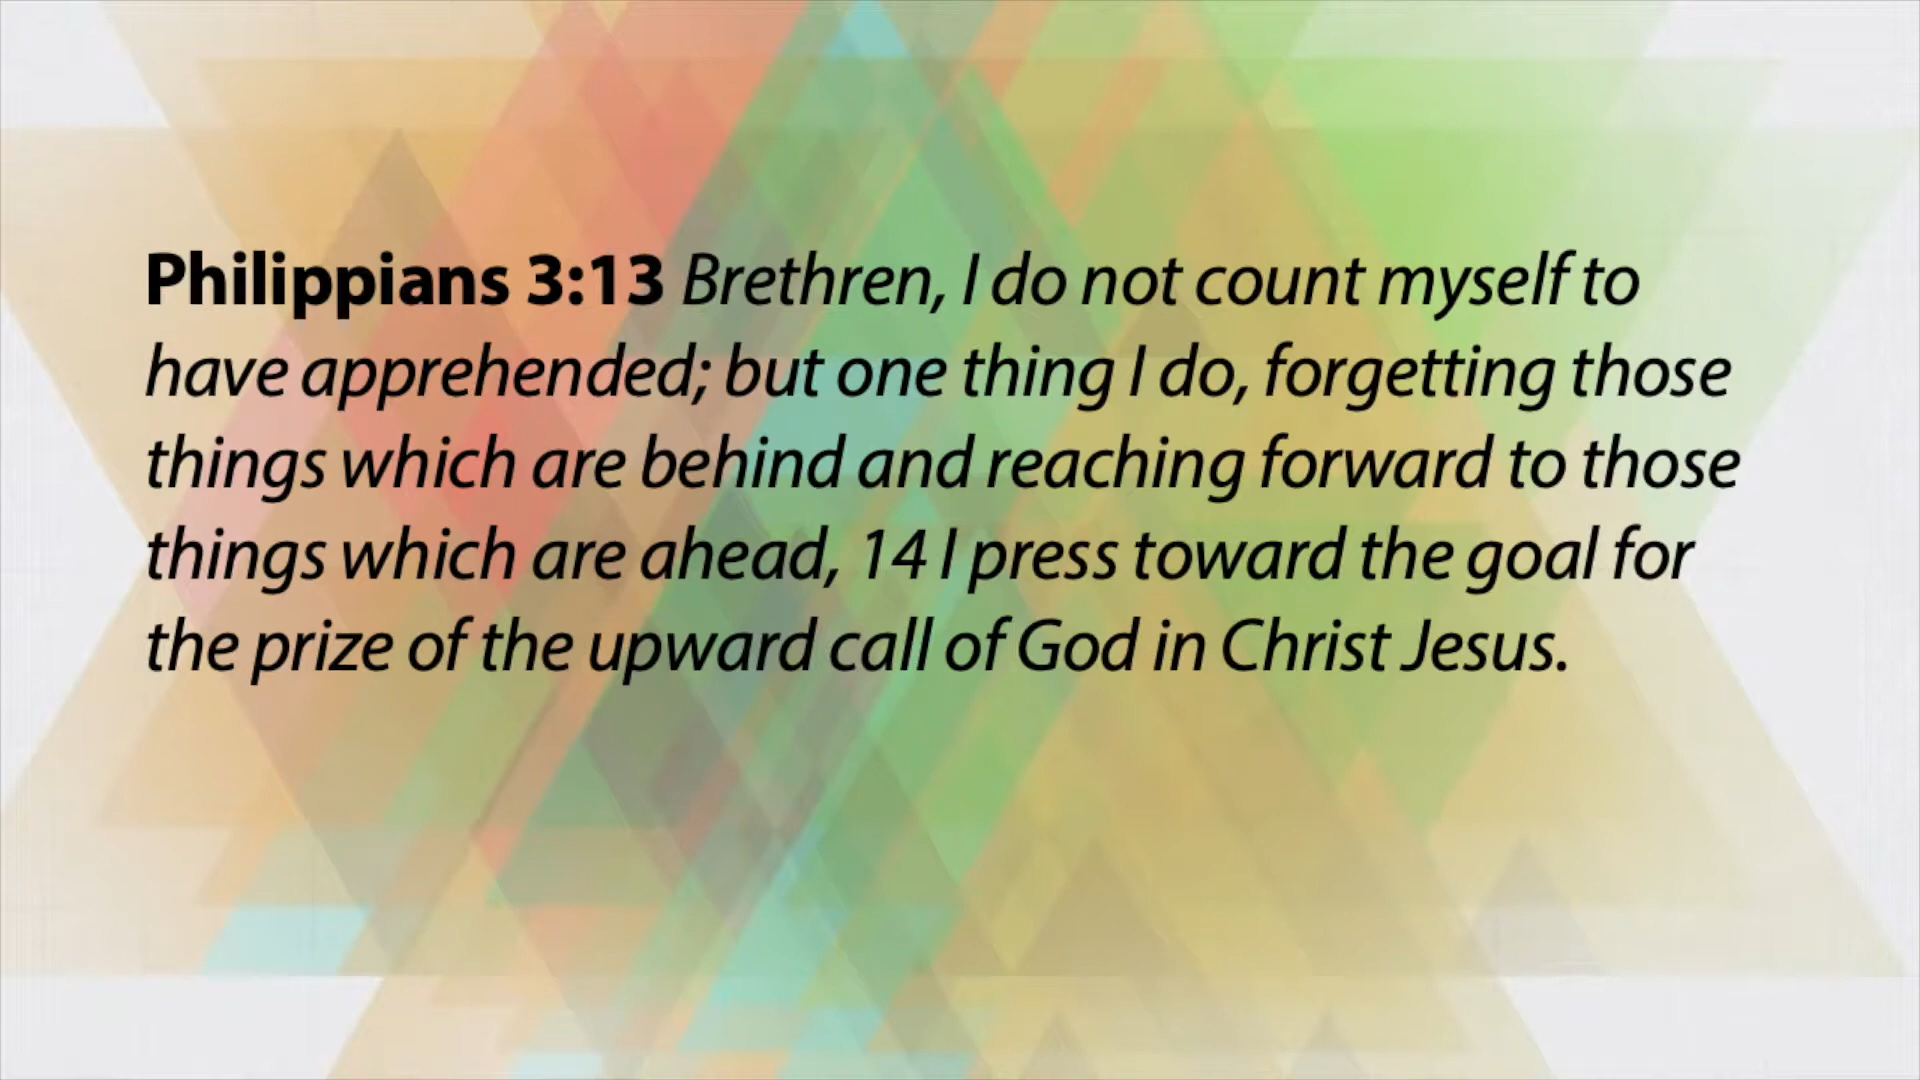 Philippians 3:13 Brethren, I do not count myself to
have apprehended; but one thing I do, forgetting those
things which are behind and reaching forward to those
things which are ahead, 14 I press toward the goal for
the prize of the upward call of God in Christ Jesus.